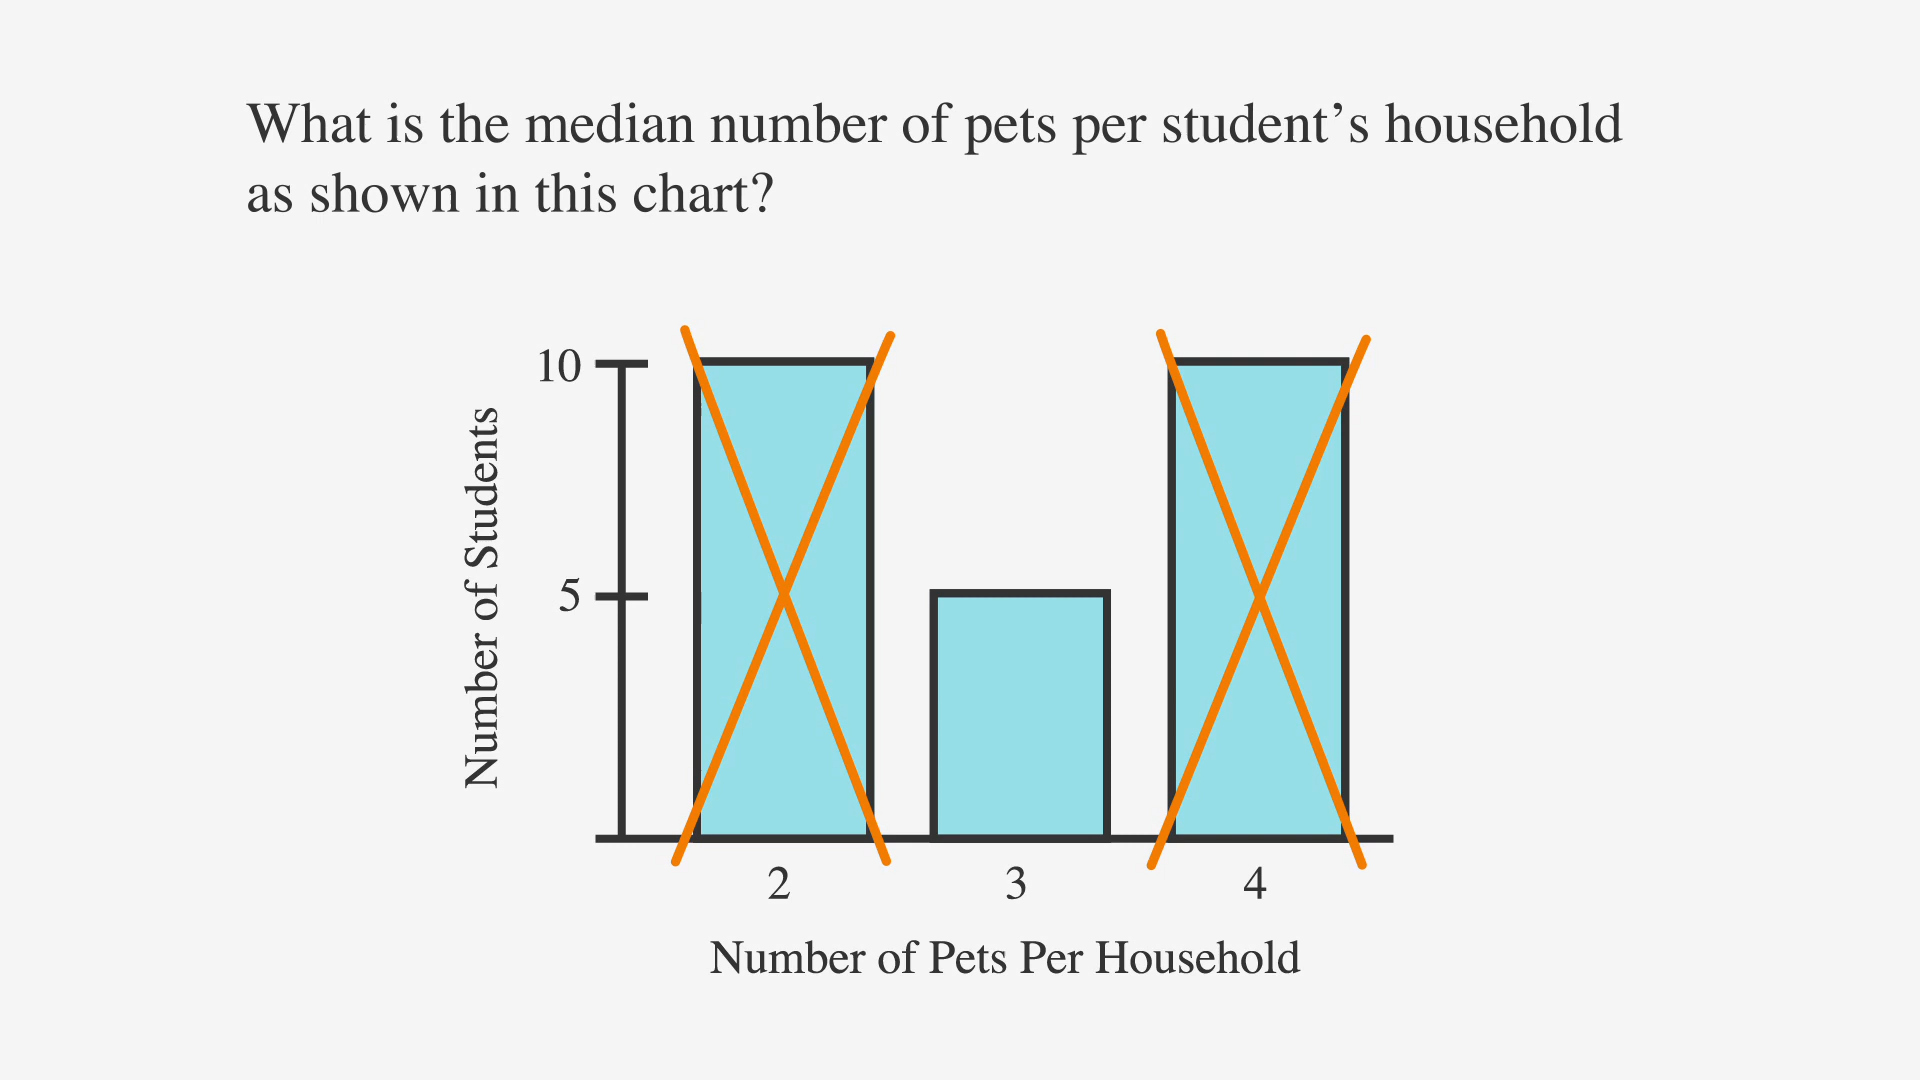 What is the median number of pets per student’s household
as shown in this chart?
10
5
Number of Students
2
3
4
Number of Pets Per Household